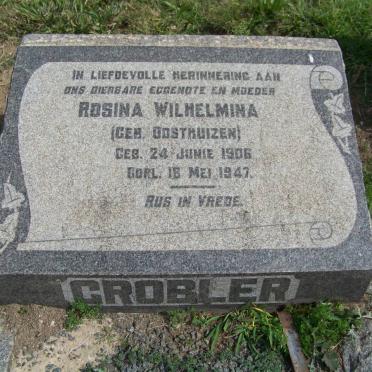 IN LIEFDEVOLLE HERINNERING AAN
ONS DIERBARE EGGENOTE EN MOEDER
ROSINA WILHELMINA
(GEB. OOSTHUIZEN)
GEB. 24 JUNIE 1906
OORL. 16 MEI 1947.
RUS IN VREDE.
GROBLER